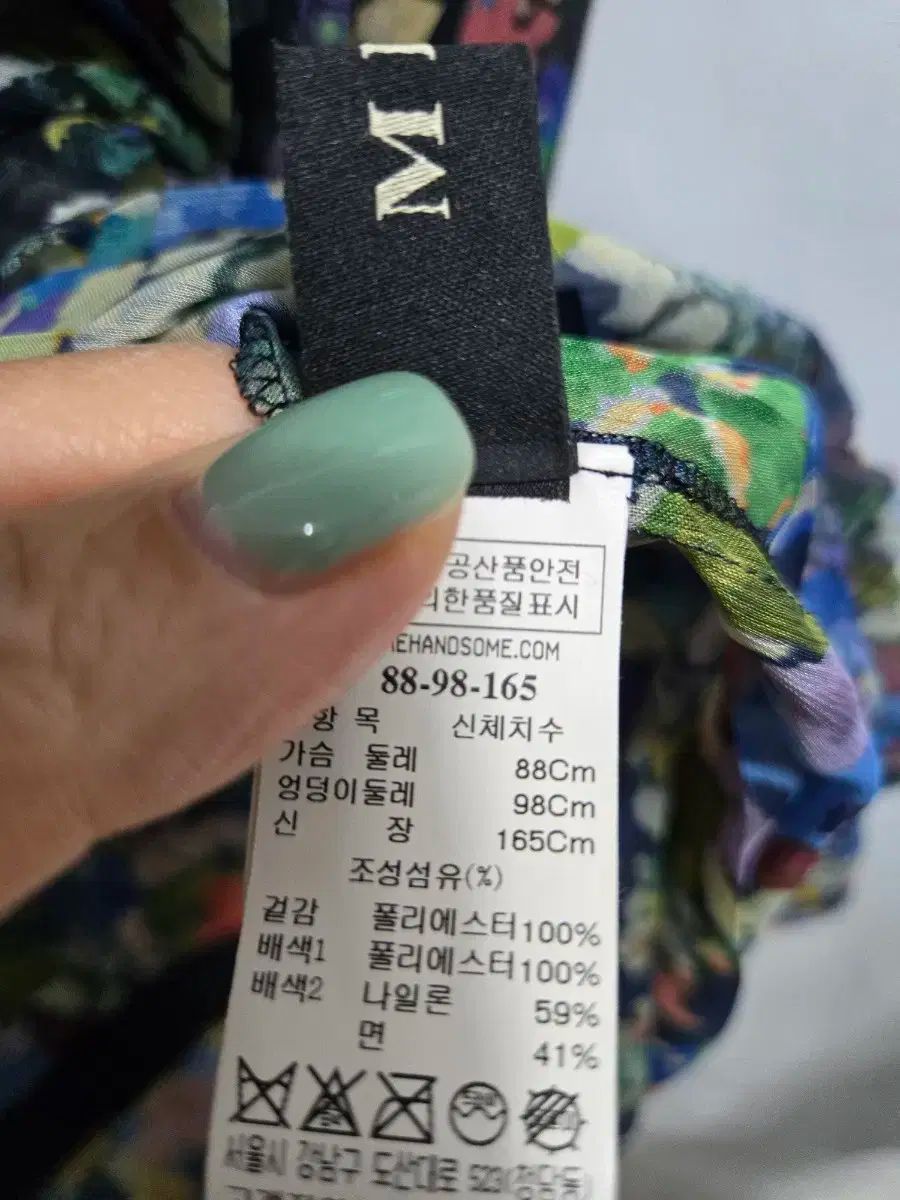 M
공산품안전
의한품질표시
EHANDSOME.COM
88-98-165
항 목 신체치수
가슴 둘레 88Cm
엉덩이둘레 98Cm
신 장 165Cm
조성섬유(%)
겉감 폴리에스터100%
배색1 폴리에스터100%
배색2 나일론 59%
면 41%
서울시 강남구 도산대로 523(청담동)